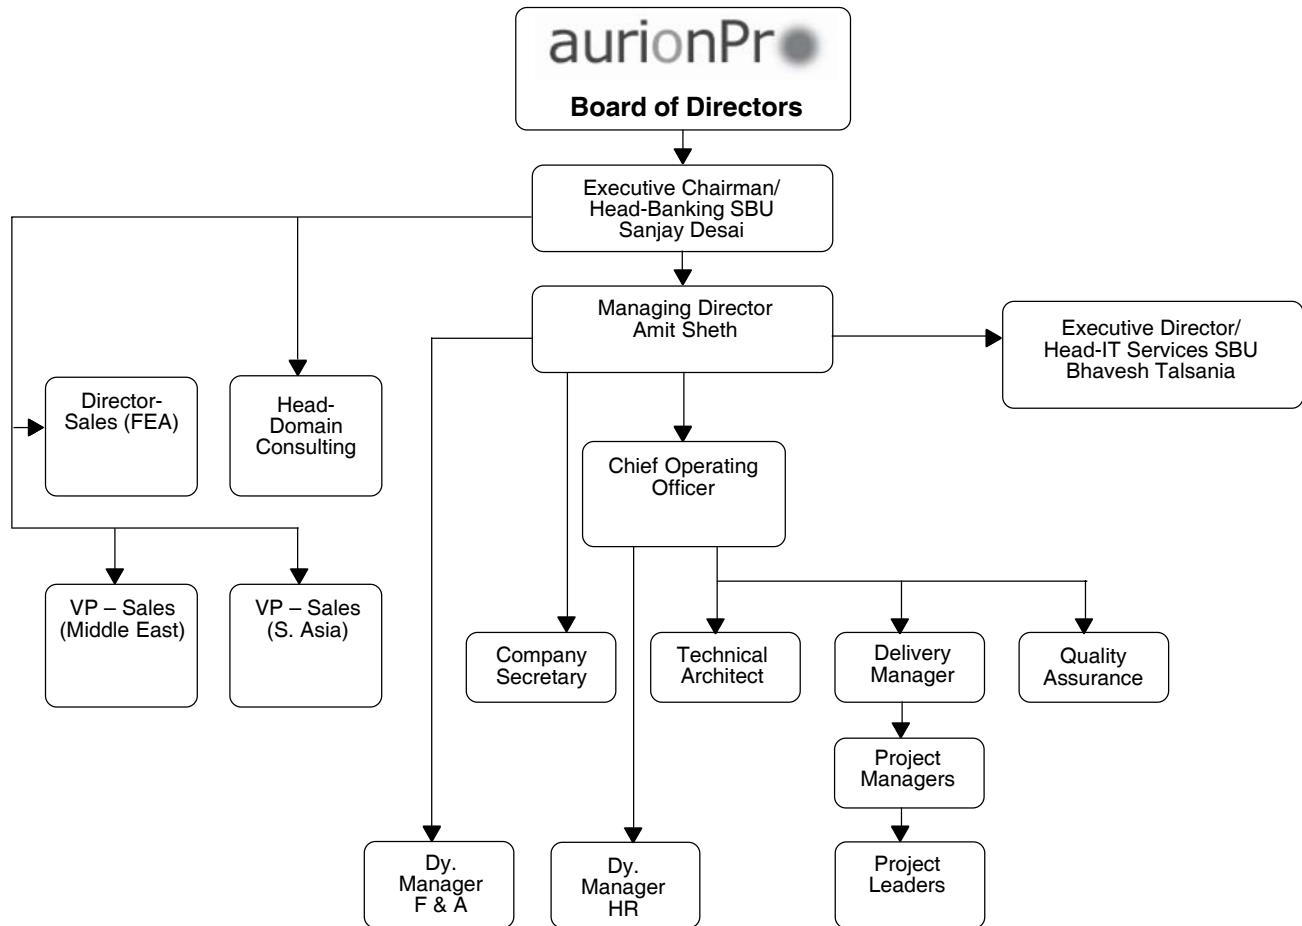 aurionPro
Board of Directors
Executive Chairman/
Head-Banking SBU
Sanjay Desai
Managing Director
Amit Sheth
Executive Director/
Head-IT Services SBU
Bhavesh Talsania
Director-
Sales (FEA)
Head-
Domain
Consulting
Chief Operating
Officer
VP – Sales
(Middle East)
VP – Sales
(S. Asia)
Company
Secretary
Technical
Architect
Delivery
Manager
Quality
Assurance
Project
Managers
Dy.
Manager
F & A
Dy.
Manager
HR
Project
Leaders